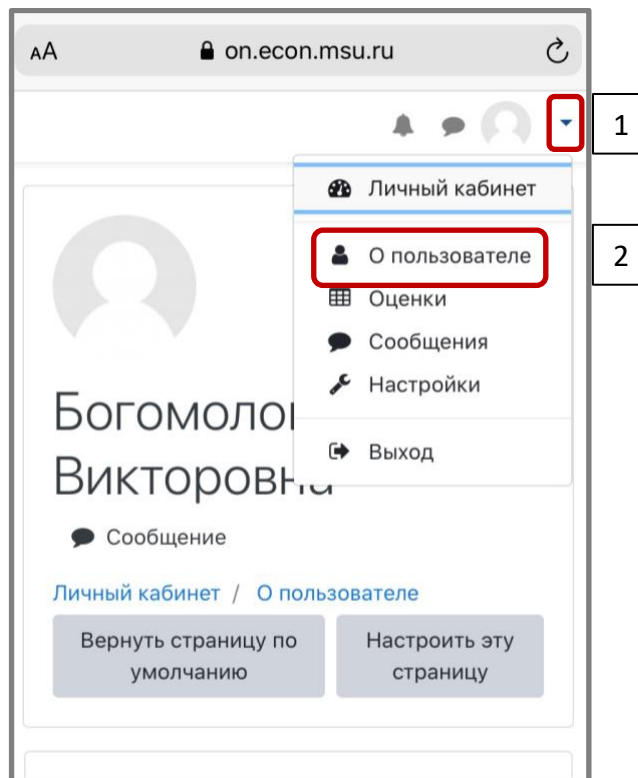 AA on.econ.msu.ru
1
Личный кабинет
О пользователе
2
Оценки
Сообщения
Настройки
Выход
Викторовна
Сообщение
Личный кабинет / О пользователе
Вернуть страницу по
умолчанию
Настроить эту
страницу